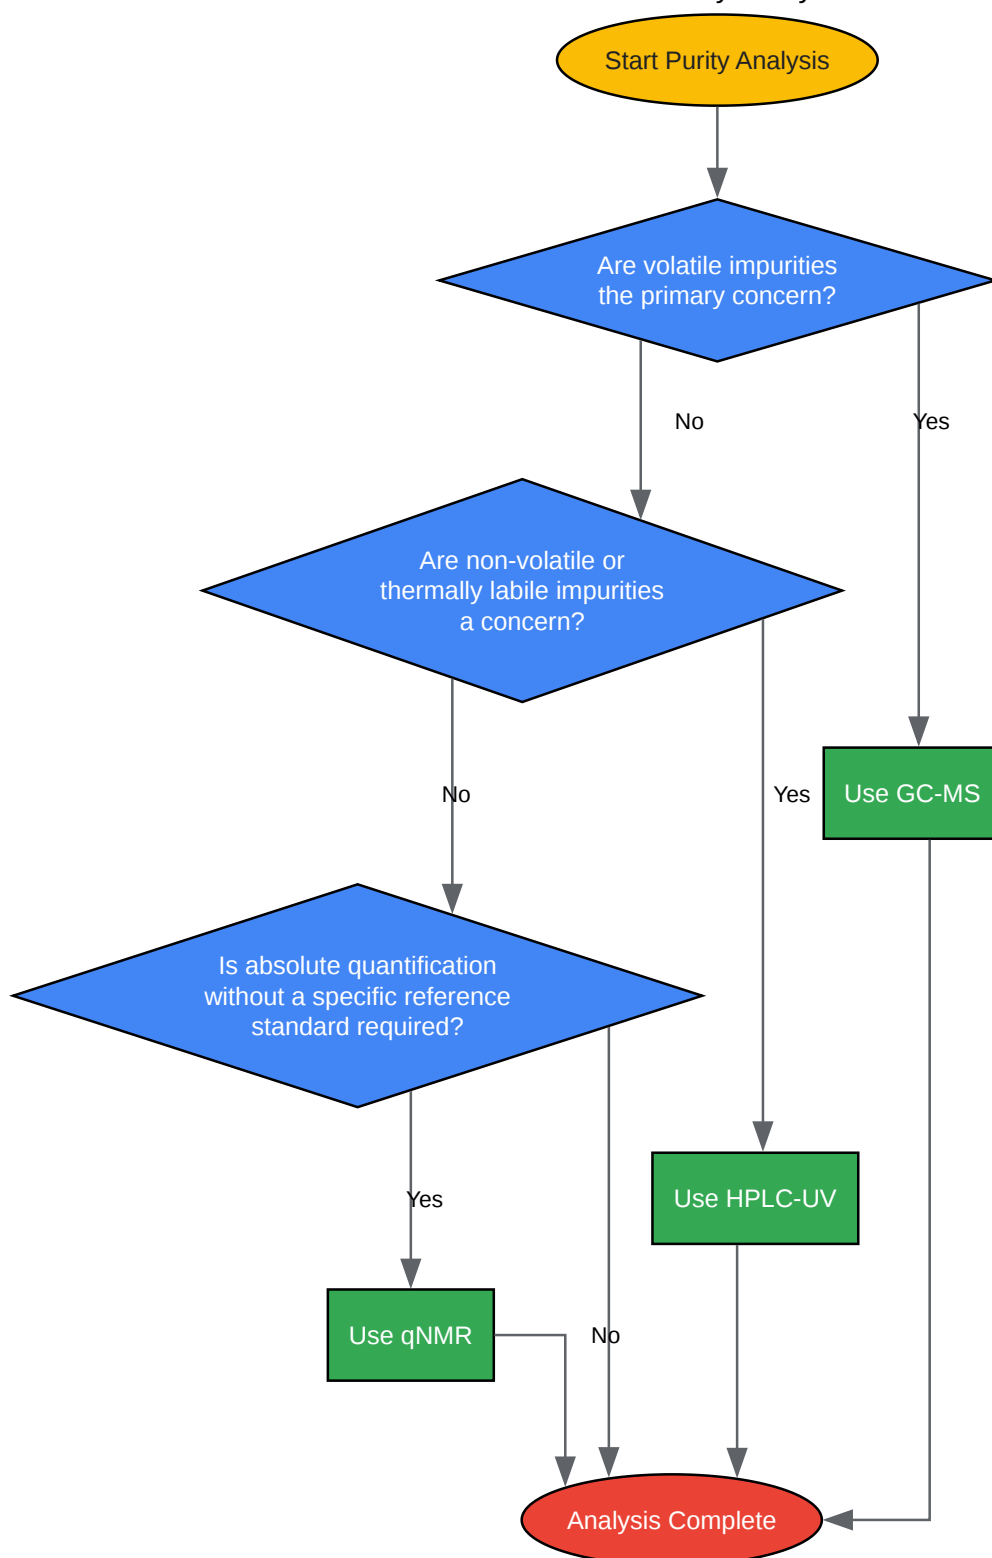 Start Purity Analysis
Are volatile impurities
the primary concern?
No
Yes
Are non-volatile or
thermally labile impurities
a concern?
No
Yes
Use GC-MS
Is absolute quantification
without a specific reference
standard required?
Yes
Use HPLC-UV
Use qNMR
No
Analysis Complete